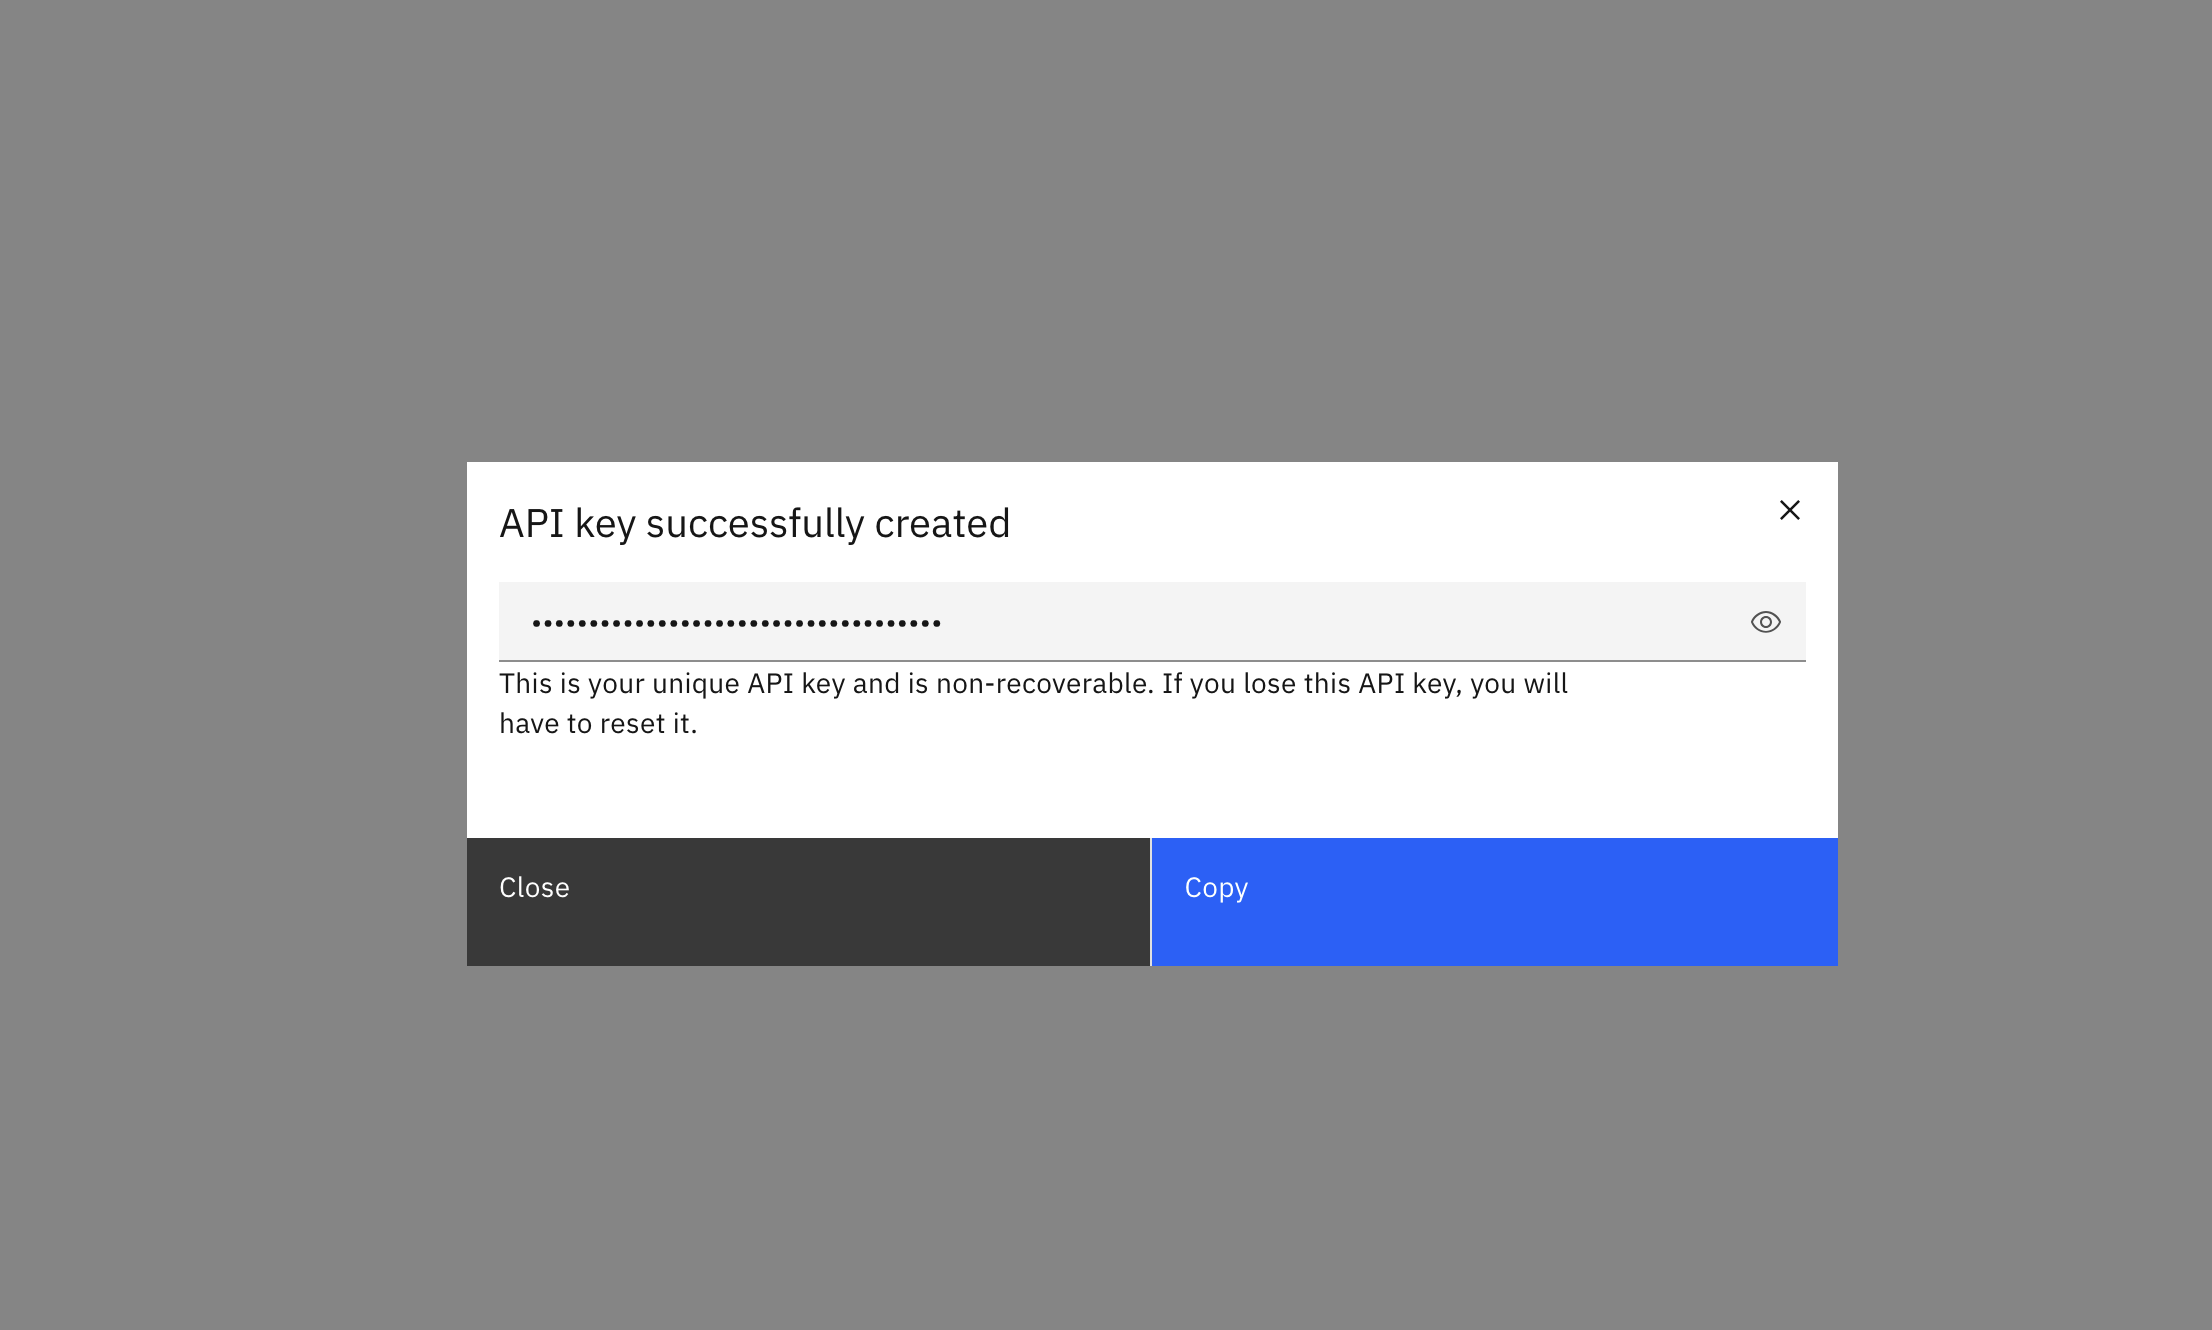 API key successfully created
••••••••••••••••••••••••••••••••••••
This is your unique API key and is non-recoverable. If you lose this API key, you will
have to reset it.
Close
Copy